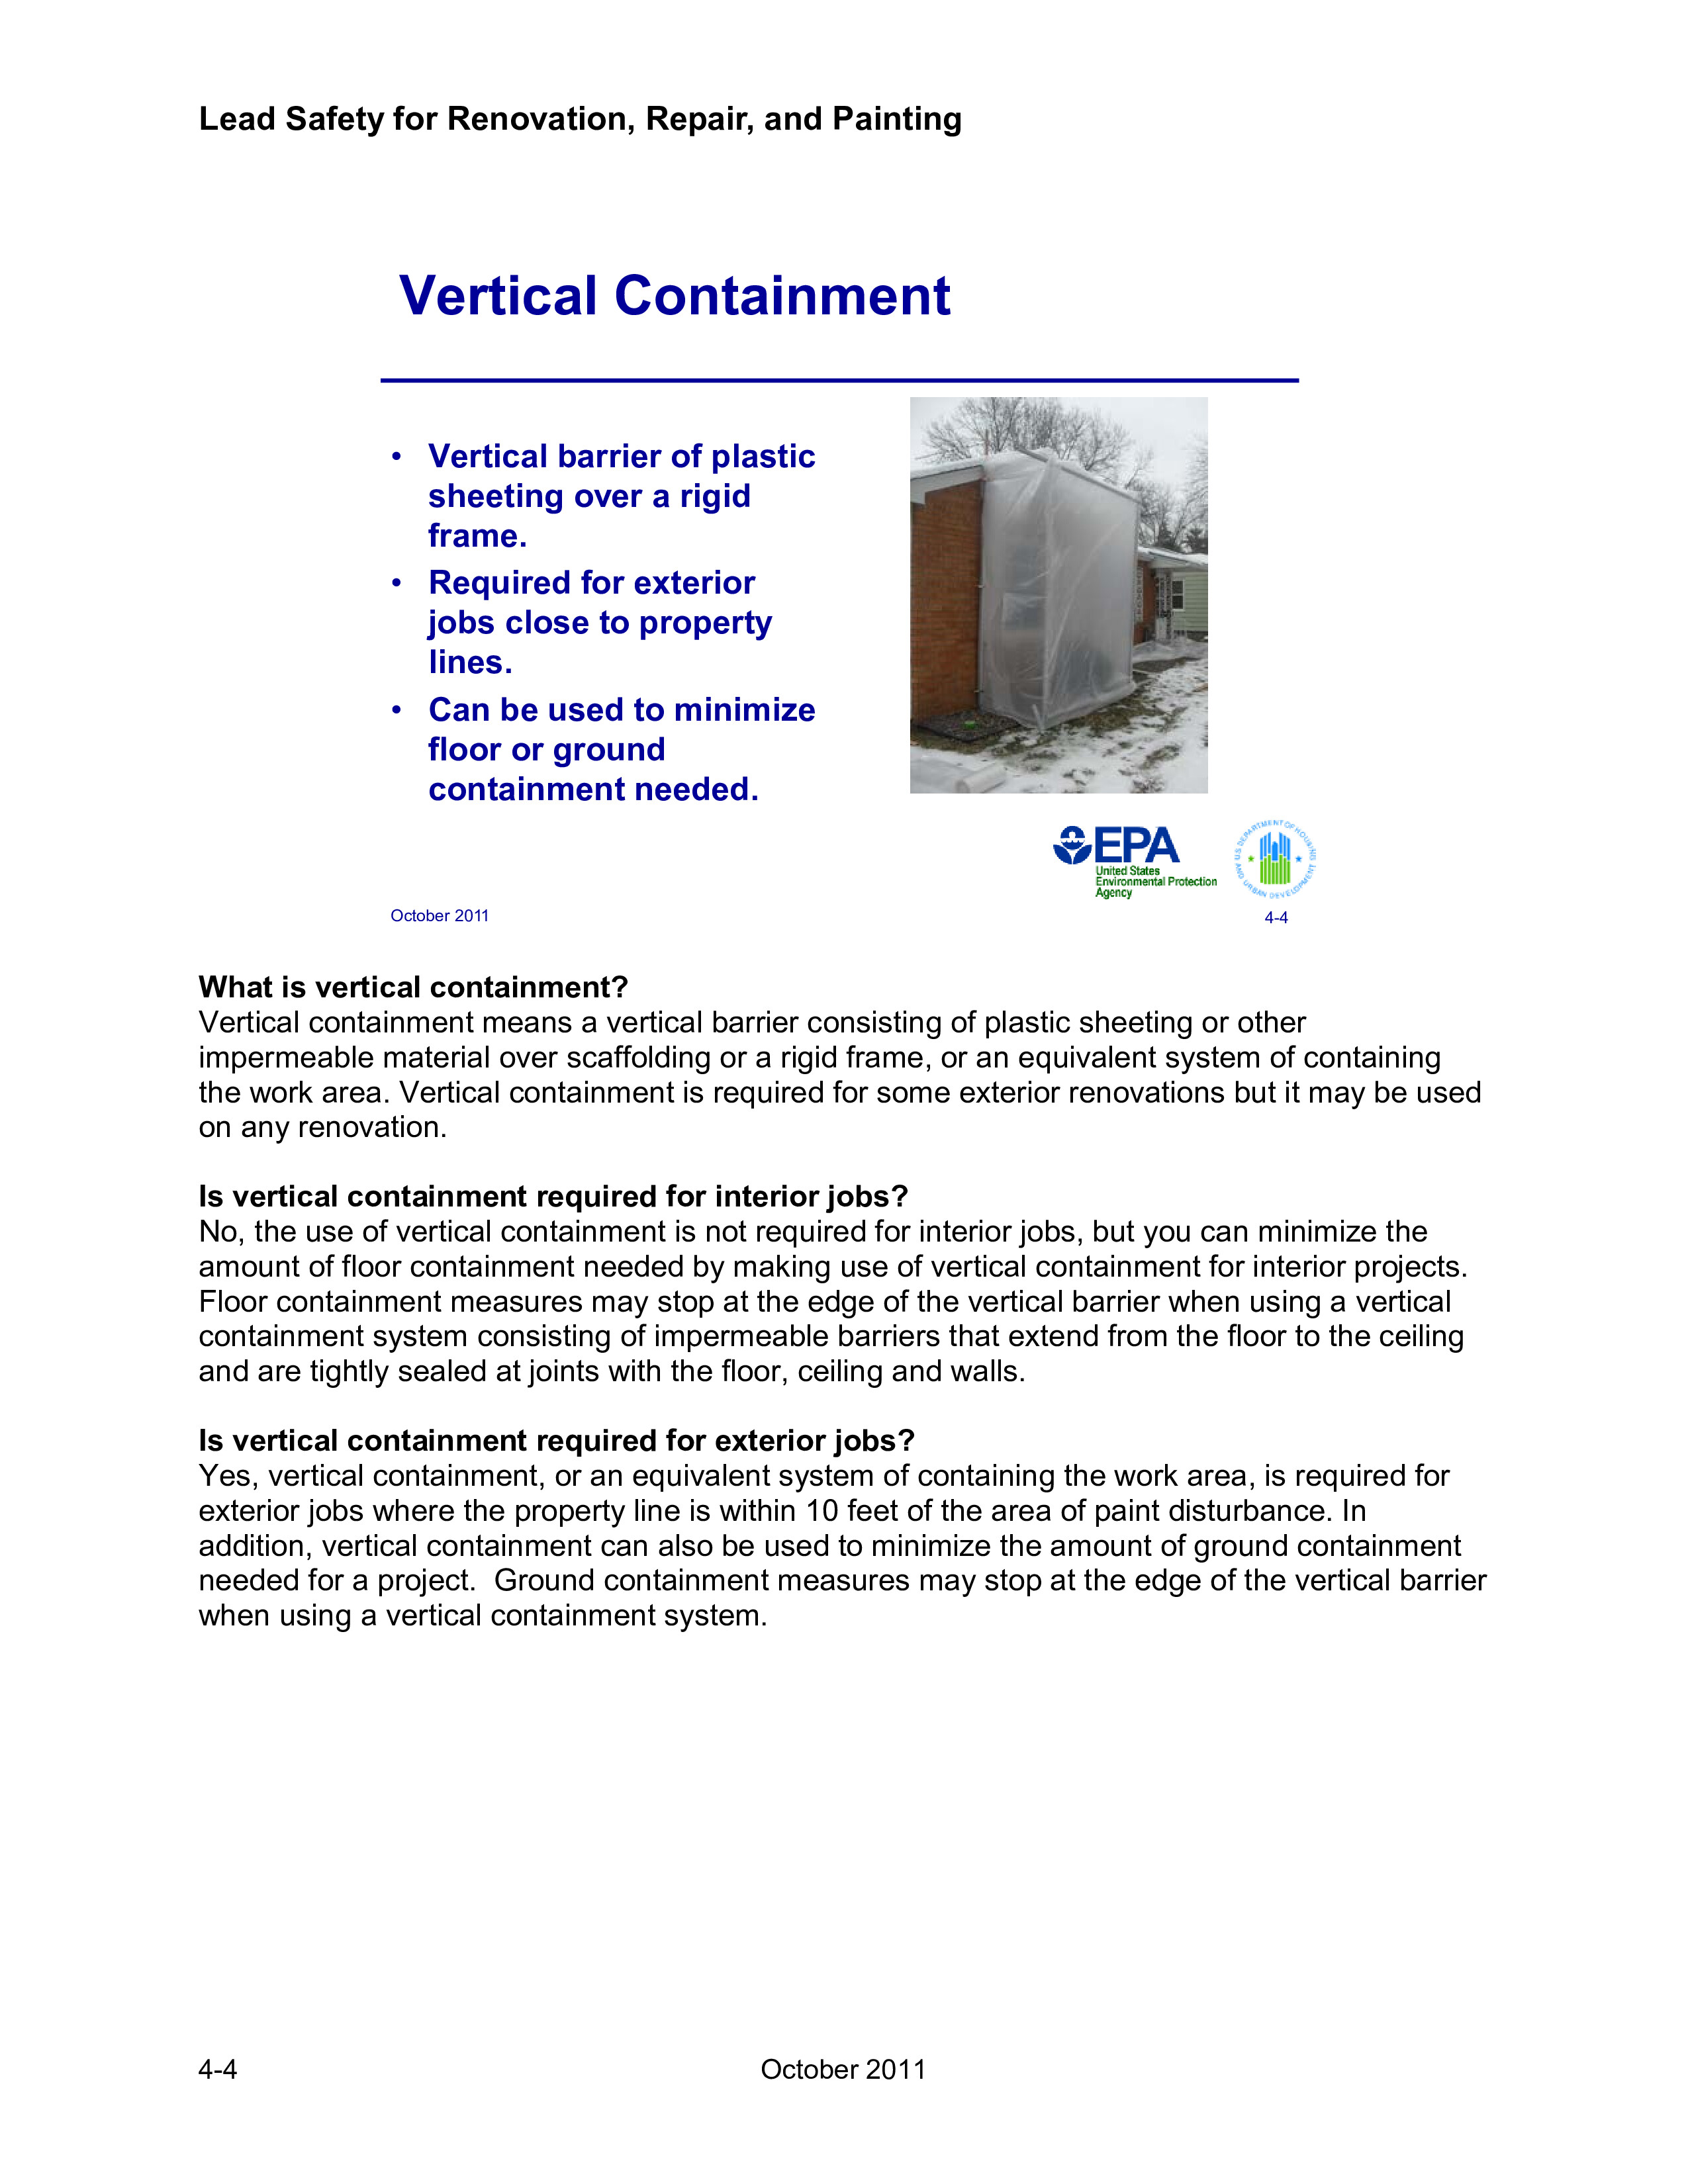 Lead Safety for Renovation, Repair, and Painting
Vertical Containment
• Vertical barrier of plastic
sheeting over a rigid
frame.
• Required for exterior
jobs close to property
lines.
• Can be used to minimize
floor or ground
containment needed.
EPA
United States
Environmental Protection
Agency
U.S. DEPARTMENT OF HOUSING AND URBAN DEVELOPMENT
October 2011
4-4
What is vertical containment?
Vertical containment means a vertical barrier consisting of plastic sheeting or other
impermeable material over scaffolding or a rigid frame, or an equivalent system of containing
the work area. Vertical containment is required for some exterior renovations but it may be used
on any renovation.
Is vertical containment required for interior jobs?
No, the use of vertical containment is not required for interior jobs, but you can minimize the
amount of floor containment needed by making use of vertical containment for interior projects.
Floor containment measures may stop at the edge of the vertical barrier when using a vertical
containment system consisting of impermeable barriers that extend from the floor to the ceiling
and are tightly sealed at joints with the floor, ceiling and walls.
Is vertical containment required for exterior jobs?
Yes, vertical containment, or an equivalent system of containing the work area, is required for
exterior jobs where the property line is within 10 feet of the area of paint disturbance. In
addition, vertical containment can also be used to minimize the amount of ground containment
needed for a project.  Ground containment measures may stop at the edge of the vertical barrier
when using a vertical containment system.
4-4
October 2011